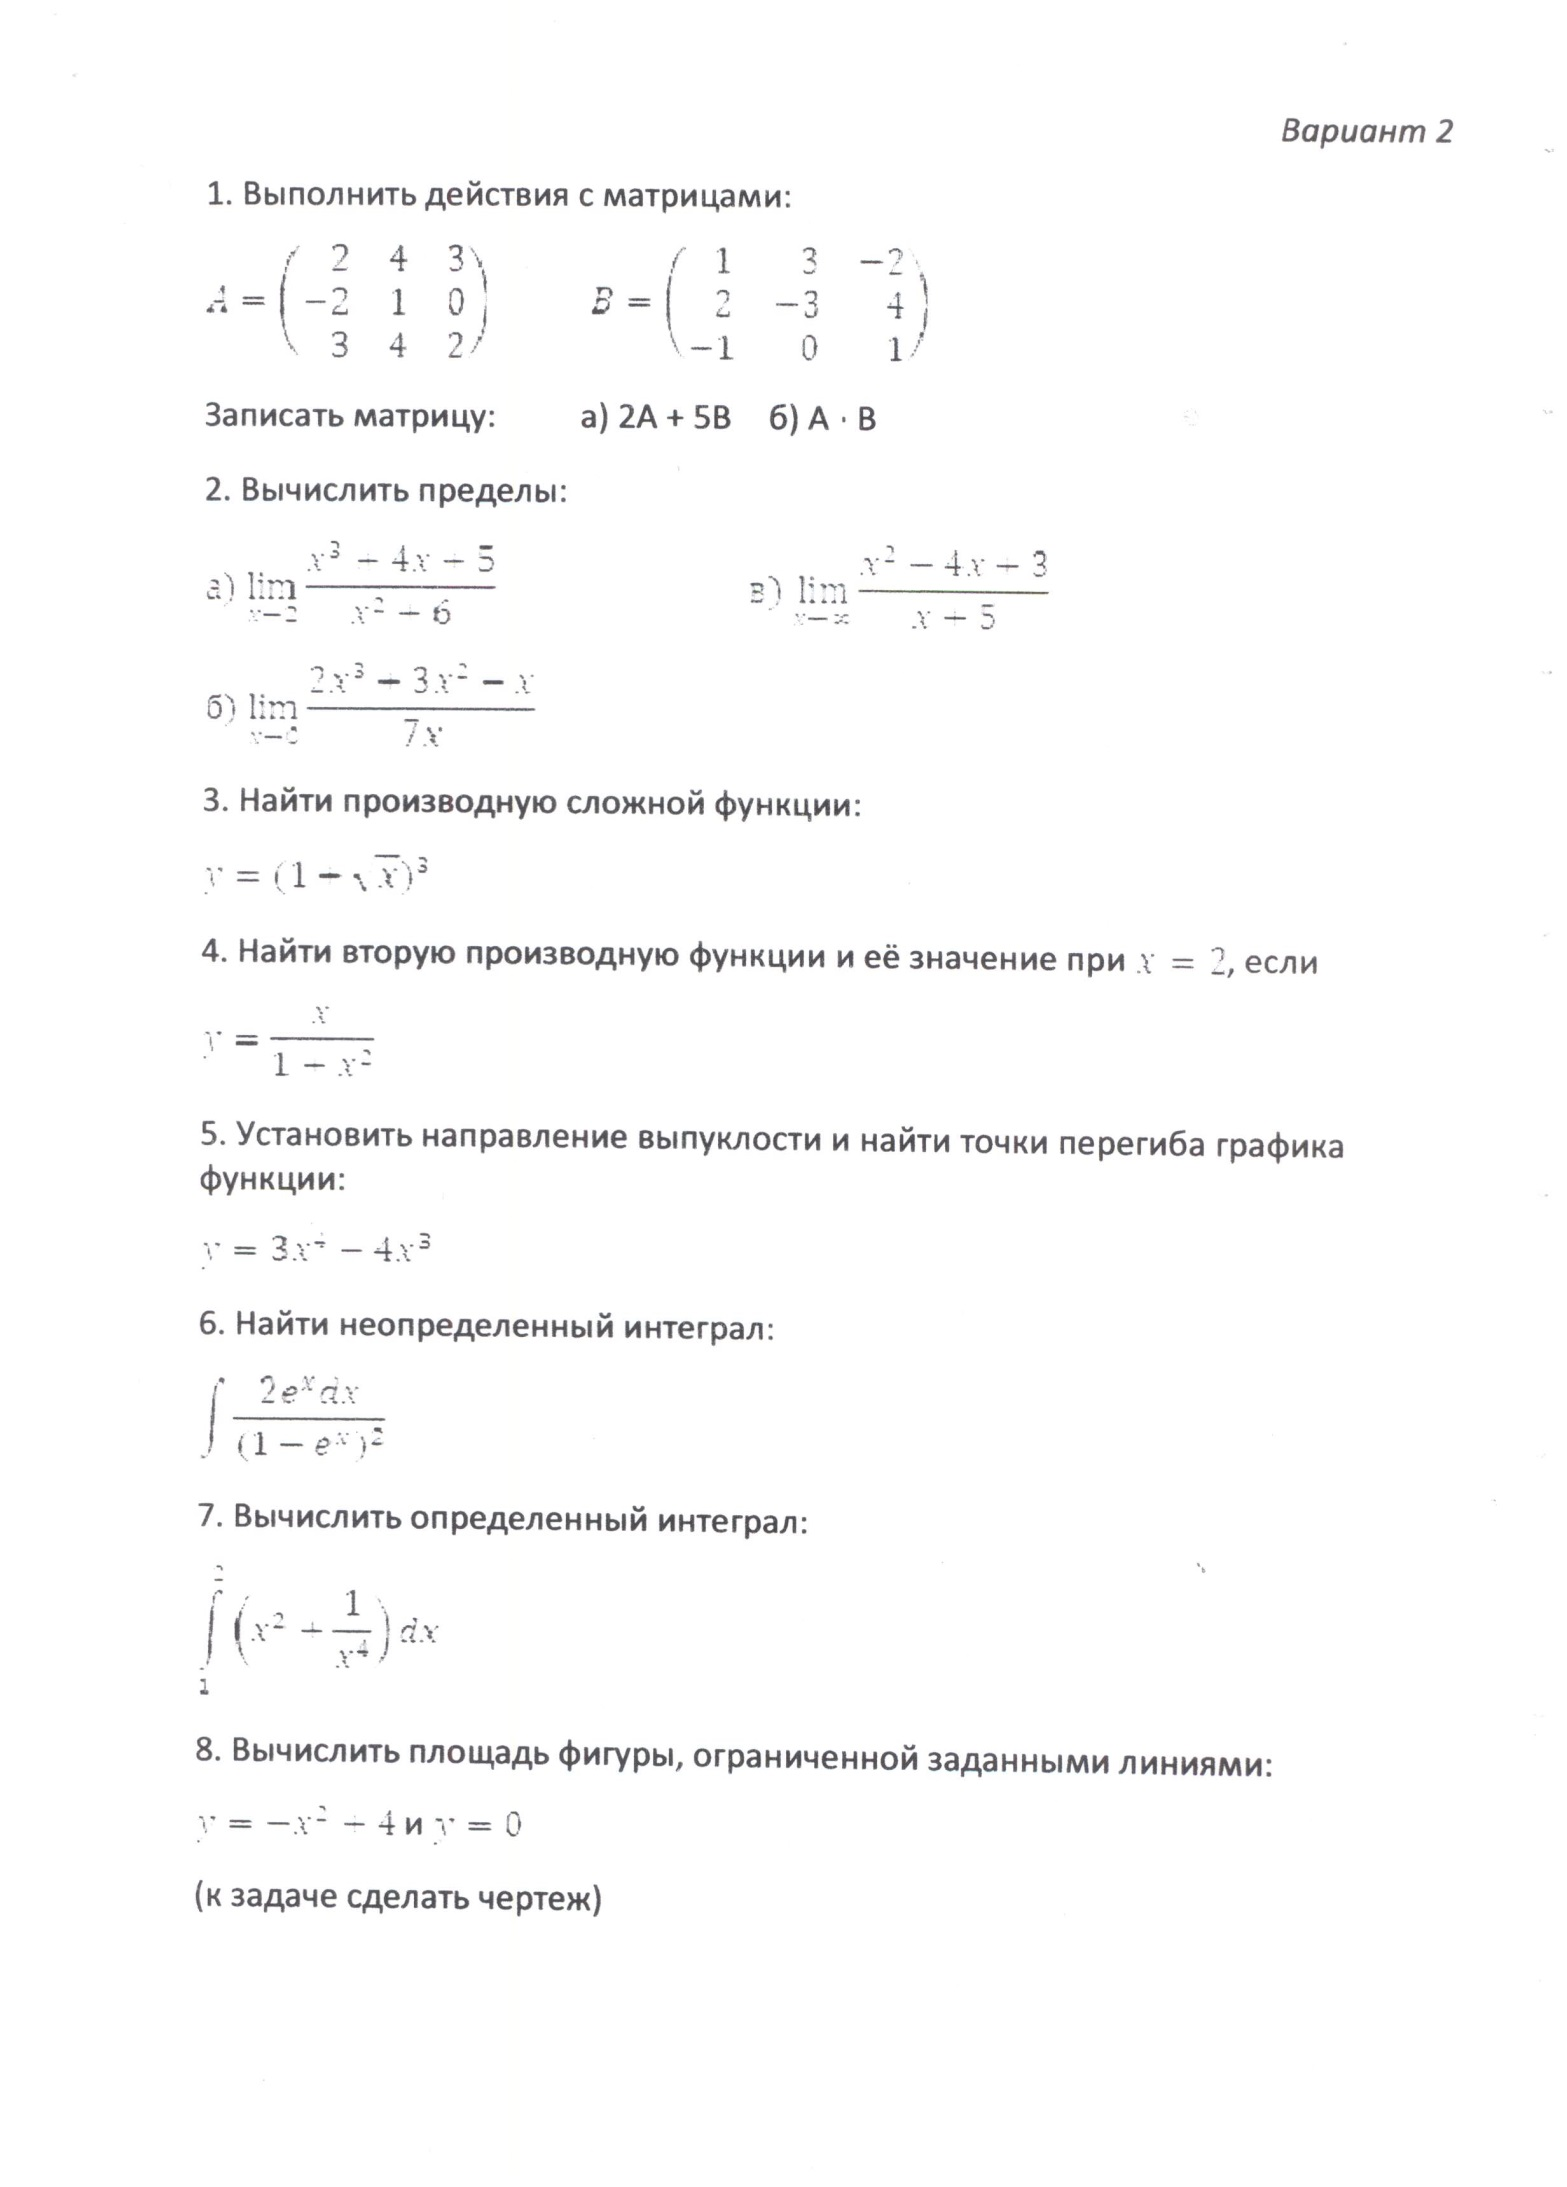 Вариант 2
1. Выполнить действия с матрицами:
A = ( 2 4 3 ; −2 1 0 ; 3 4 2 )  B = ( 1 3 −2 ; 2 −3 4 ; −1 0 1 )
Записать матрицу: а) 2А + 5В б) А · В
2. Вычислить пределы:
а) lim x→2 (x³ + 4x + 5)/(x² + 6)  в) lim x→∞ (x² − 4x + 3)/(x + 5)
б) lim x→0 (2x³ + 3x² − x)/(7x)
3. Найти производную сложной функции:
y = (1 + √x)³
4. Найти вторую производную функции и её значение при x = 2, если
y = x/(1 + x²)
5. Установить направление выпуклости и найти точки перегиба графика
функции:
y = 3x − 4x³
6. Найти неопределенный интеграл:
∫ 2eˣdx/(1 − eˣ)²
7. Вычислить определенный интеграл:
∫₁² (x² + 1/x⁴) dx
8. Вычислить площадь фигуры, ограниченной заданными линиями:
y = −x² + 4 и y = 0
(к задаче сделать чертеж)